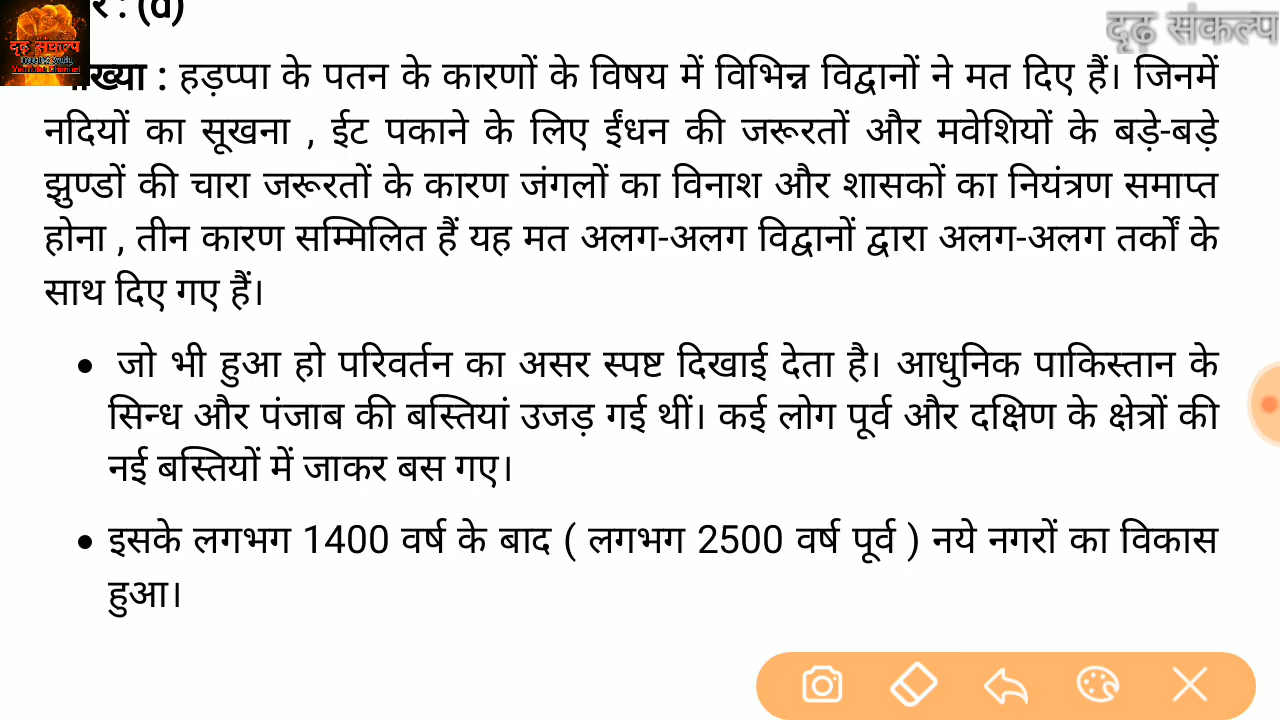 र : (d)
दृढ़ संकल्प
दृढ़ संकल्प
YouTube Channel
ख्या : हड़प्पा के पतन के कारणों के विषय में विभिन्न विद्वानों ने मत दिए हैं। जिनमें
नदियों का सूखना , ईट पकाने के लिए ईंधन की जरूरतों और मवेशियों के बड़े-बड़े
झुण्डों की चारा जरूरतों के कारण जंगलों का विनाश और शासकों का नियंत्रण समाप्त
होना , तीन कारण सम्मिलित हैं यह मत अलग-अलग विद्वानों द्वारा अलग-अलग तर्कों के
साथ दिए गए हैं।
• जो भी हुआ हो परिवर्तन का असर स्पष्ट दिखाई देता है। आधुनिक पाकिस्तान के
सिन्ध और पंजाब की बस्तियां उजड़ गई थीं। कई लोग पूर्व और दक्षिण के क्षेत्रों की
नई बस्तियों में जाकर बस गए।
• इसके लगभग 1400 वर्ष के बाद ( लगभग 2500 वर्ष पूर्व ) नये नगरों का विकास
हुआ।